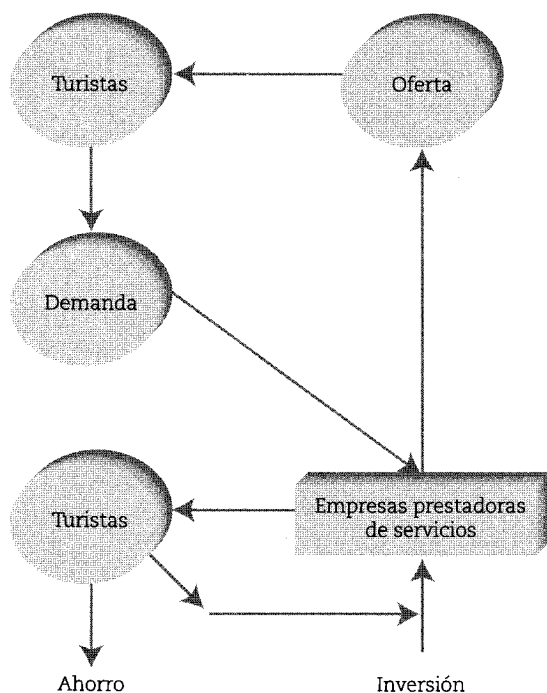 Turistas
Oferta
Demanda
Turistas
Empresas prestadoras
de servicios
Ahorro
Inversión